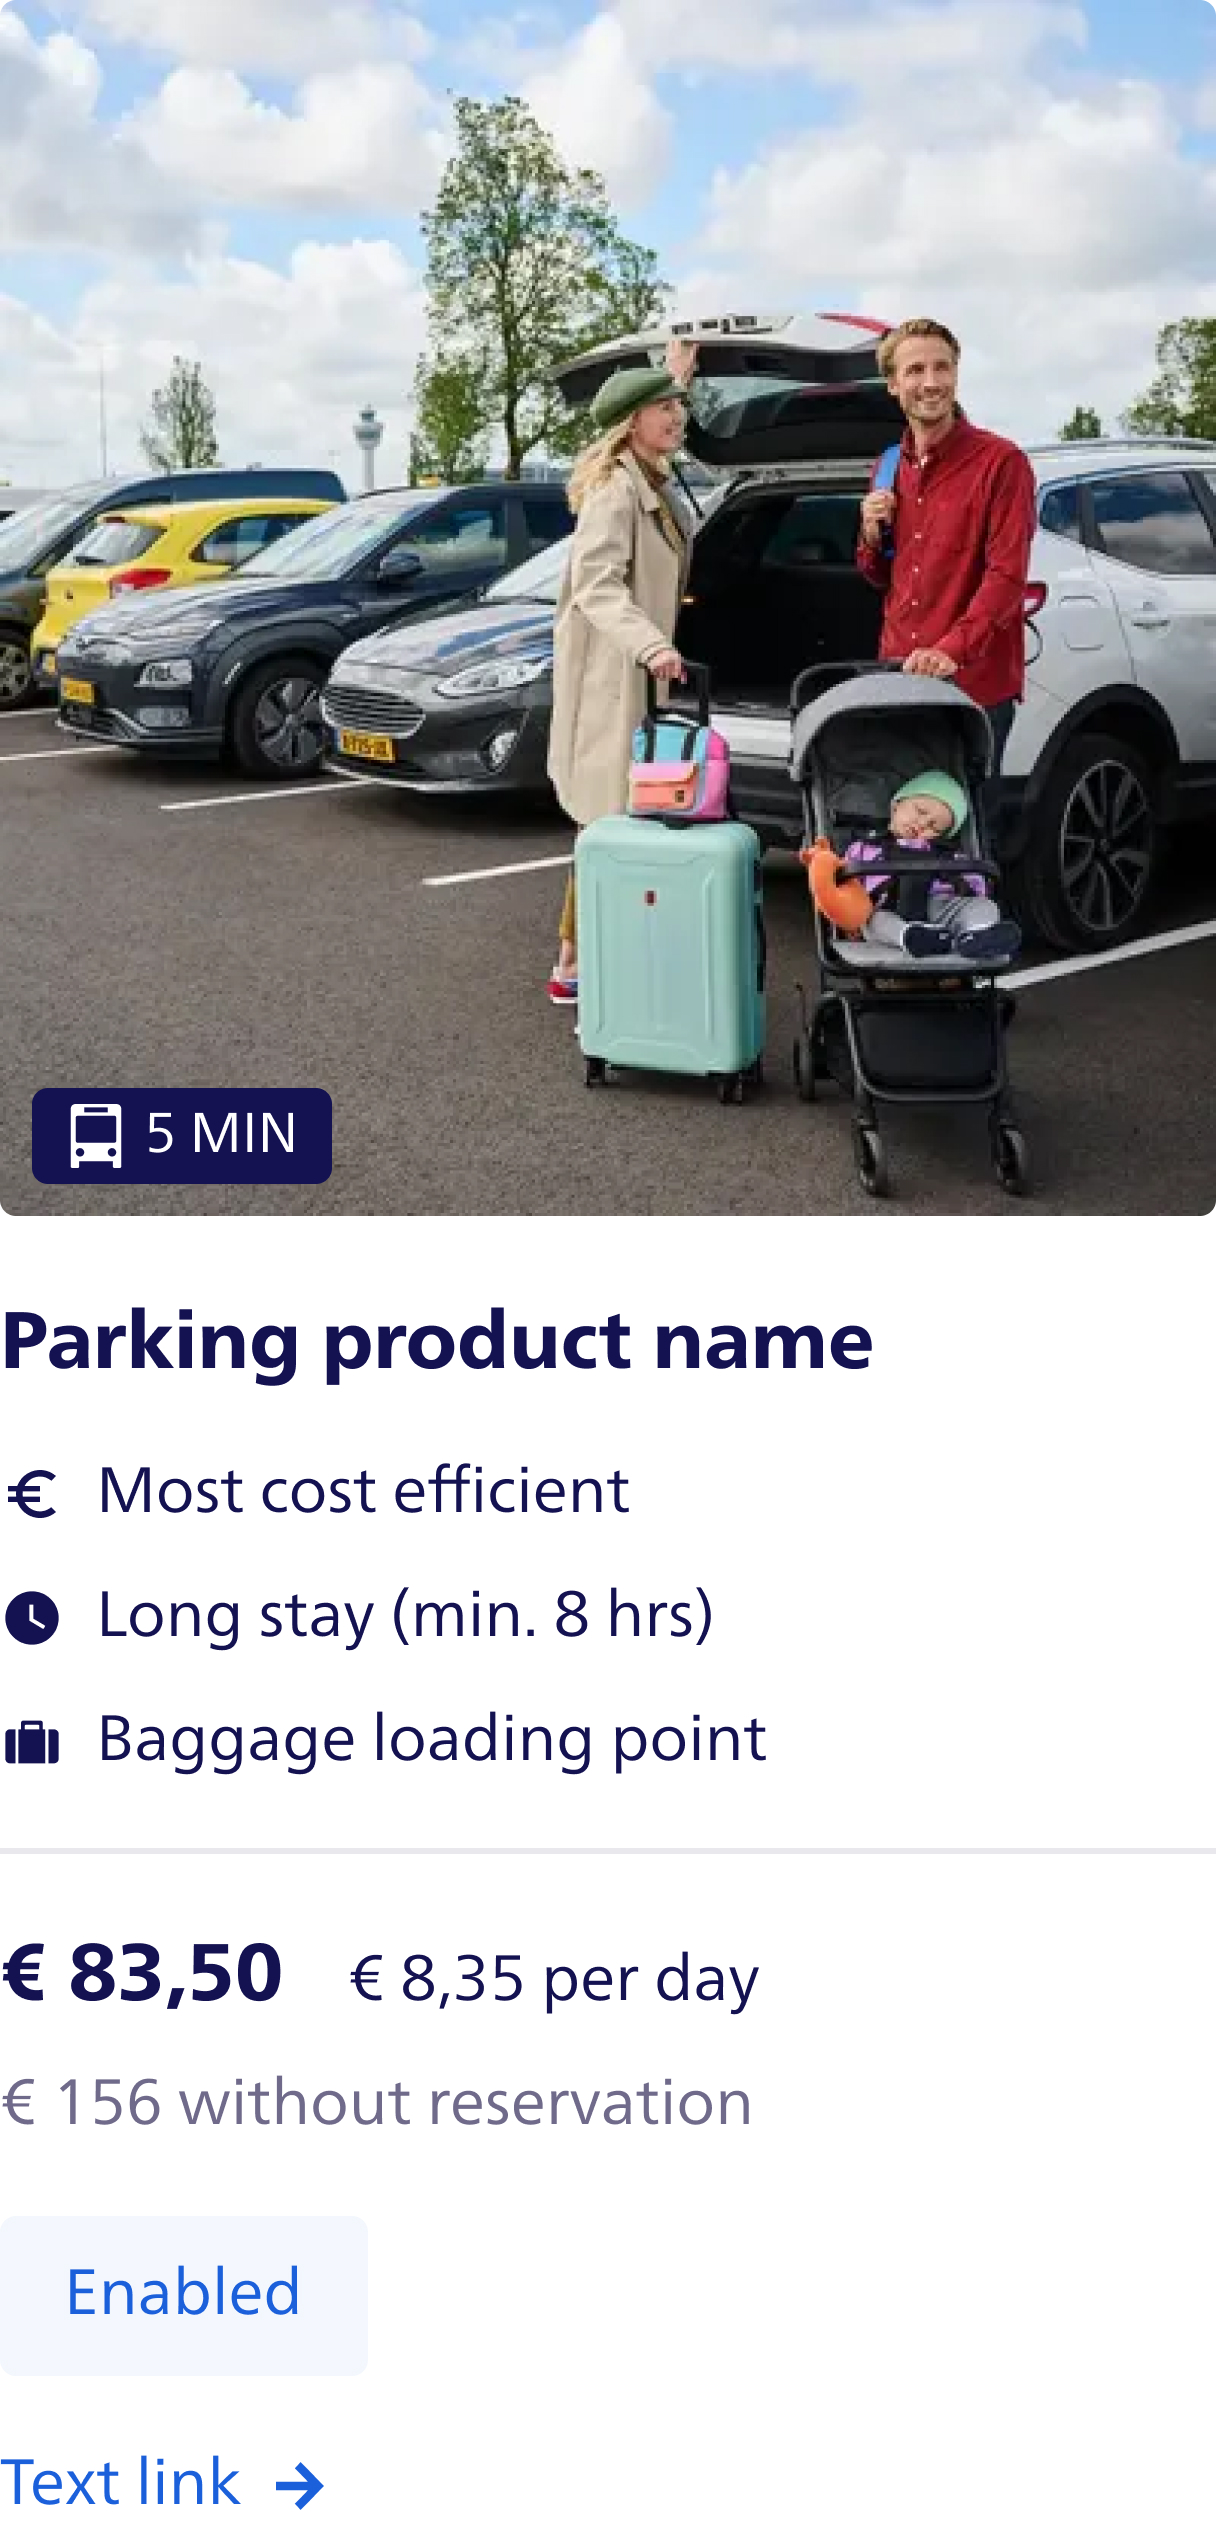 5 MIN
Parking product name
€ Most cost efficient
Long stay (min. 8 hrs)
Baggage loading point
€ 83,50 € 8,35 per day
€ 156 without reservation
Enabled
Text link →